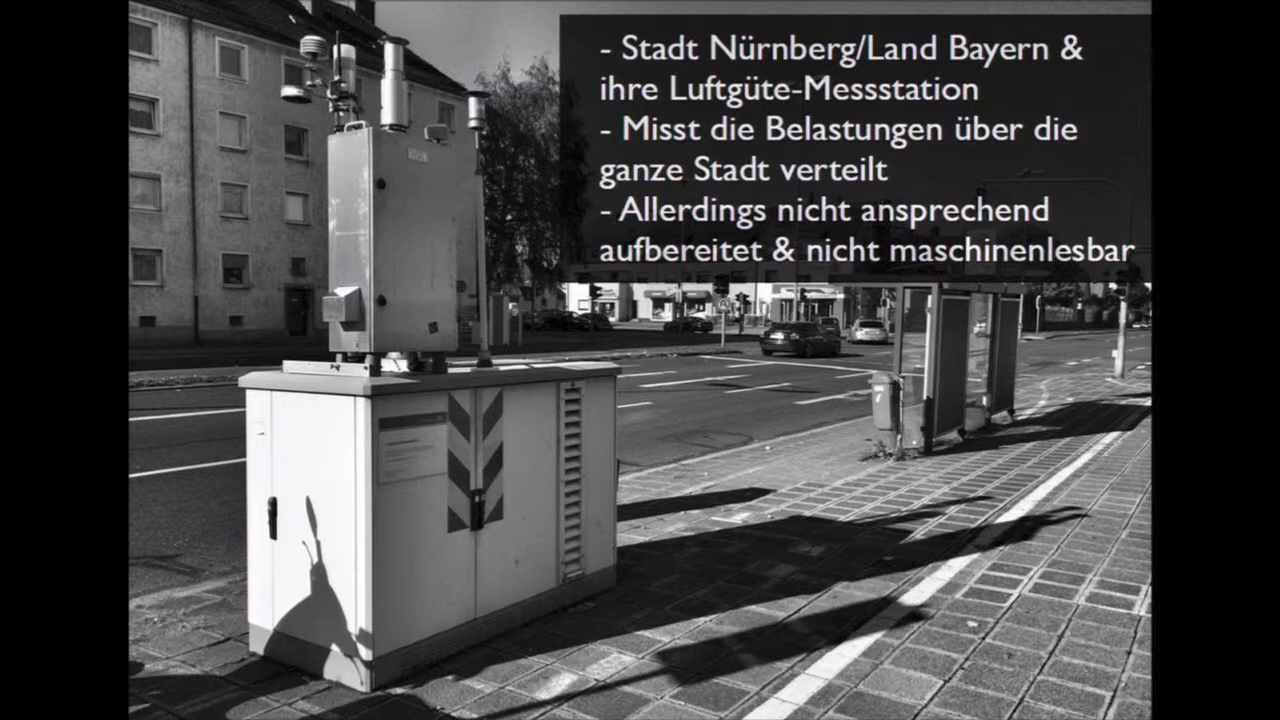 - Stadt Nürnberg/Land Bayern &
ihre Luftgüte-Messstation
- Misst die Belastungen über die
ganze Stadt verteilt
- Allerdings nicht ansprechend
aufbereitet & nicht maschinenlesbar